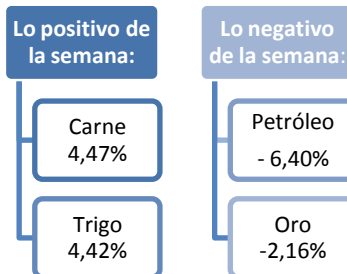 Lo positivo de
la semana:
Carne
4,47%
Trigo
4,42%
Lo negativo
de la semana:
Petróleo
- 6,40%
Oro
-2,16%